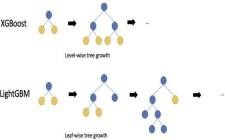 XGBoost
Level-wise tree growth
LightGBM
Leaf-wise tree growth